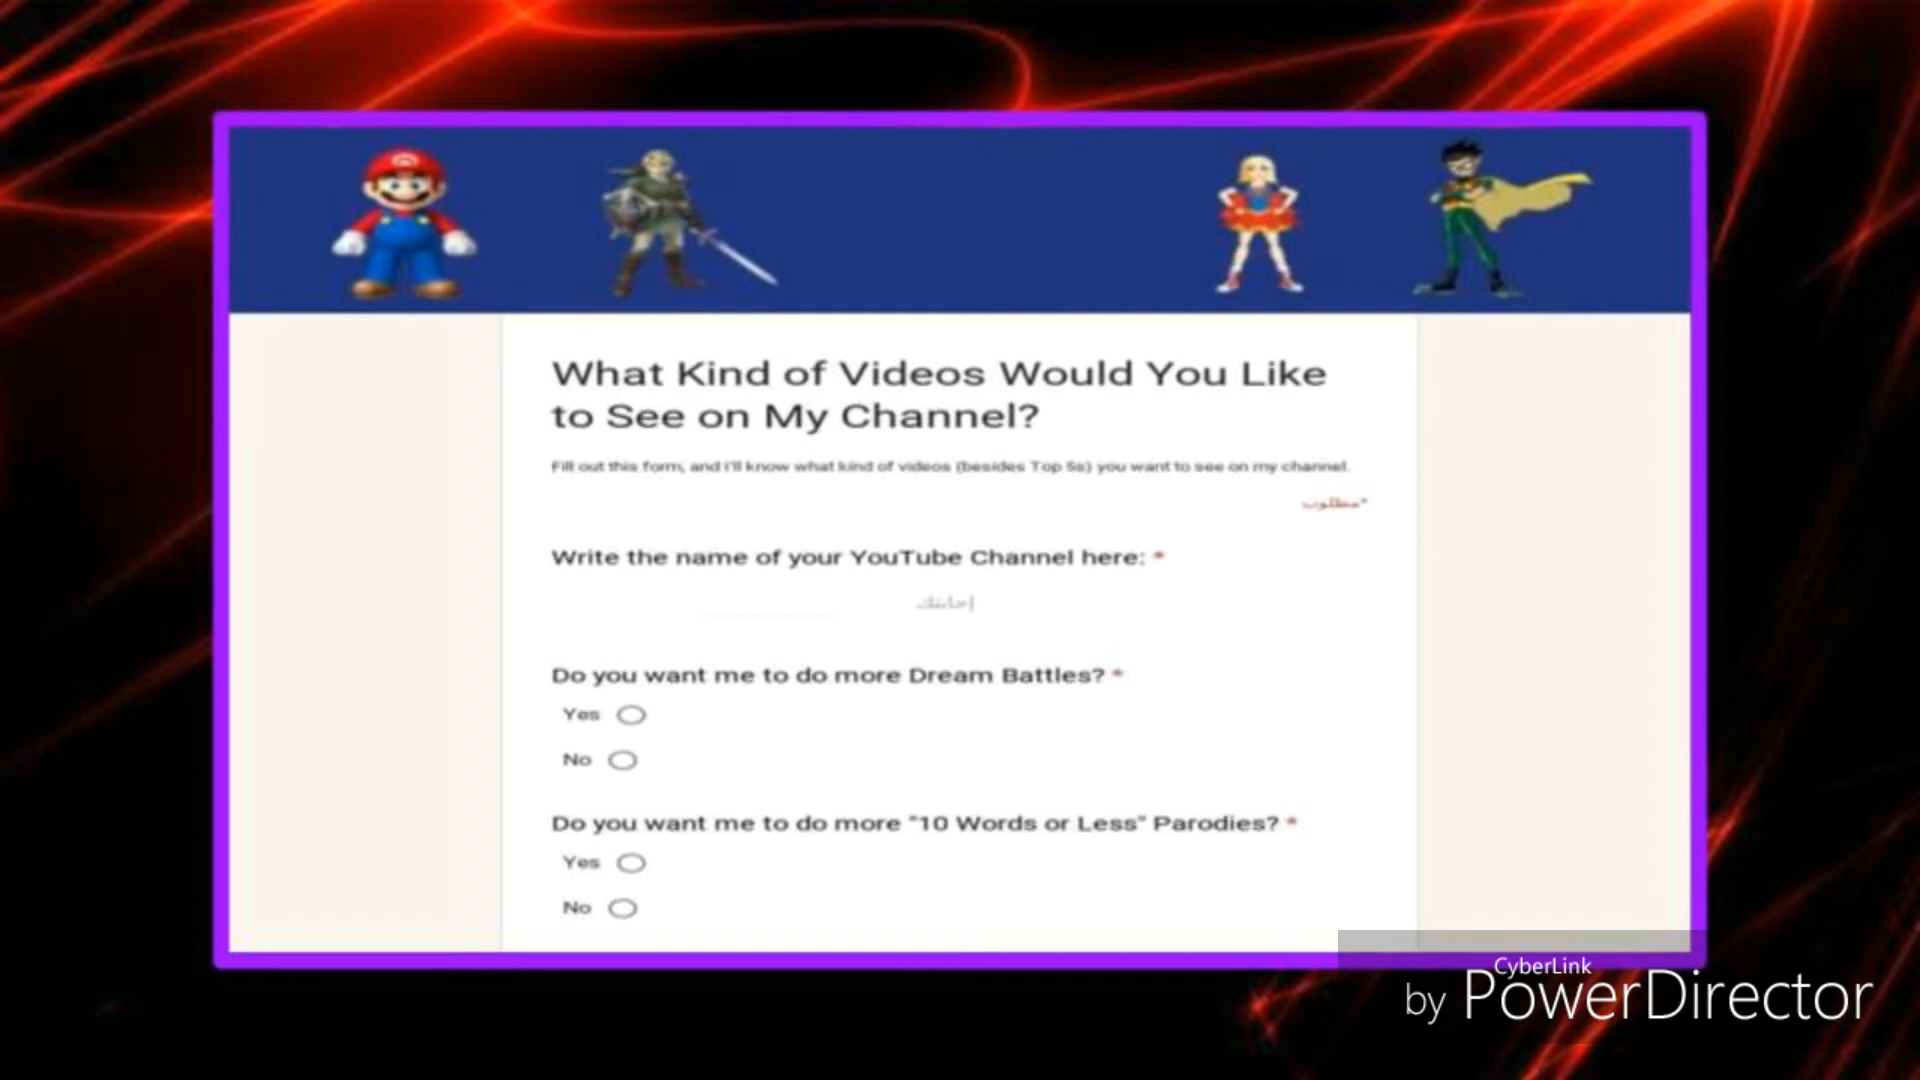 What Kind of Videos Would You Like
to See on My Channel?
Fill out this form, and i'll know what kind of videos (besides Top 5s) you want to see on my channel.
*مطلوب
Write the name of your YouTube Channel here: *
إجابتك
Do you want me to do more Dream Battles? *
Yes
No
Do you want me to do more "10 Words or Less" Parodies? *
Yes
No
CyberLink
by PowerDirector